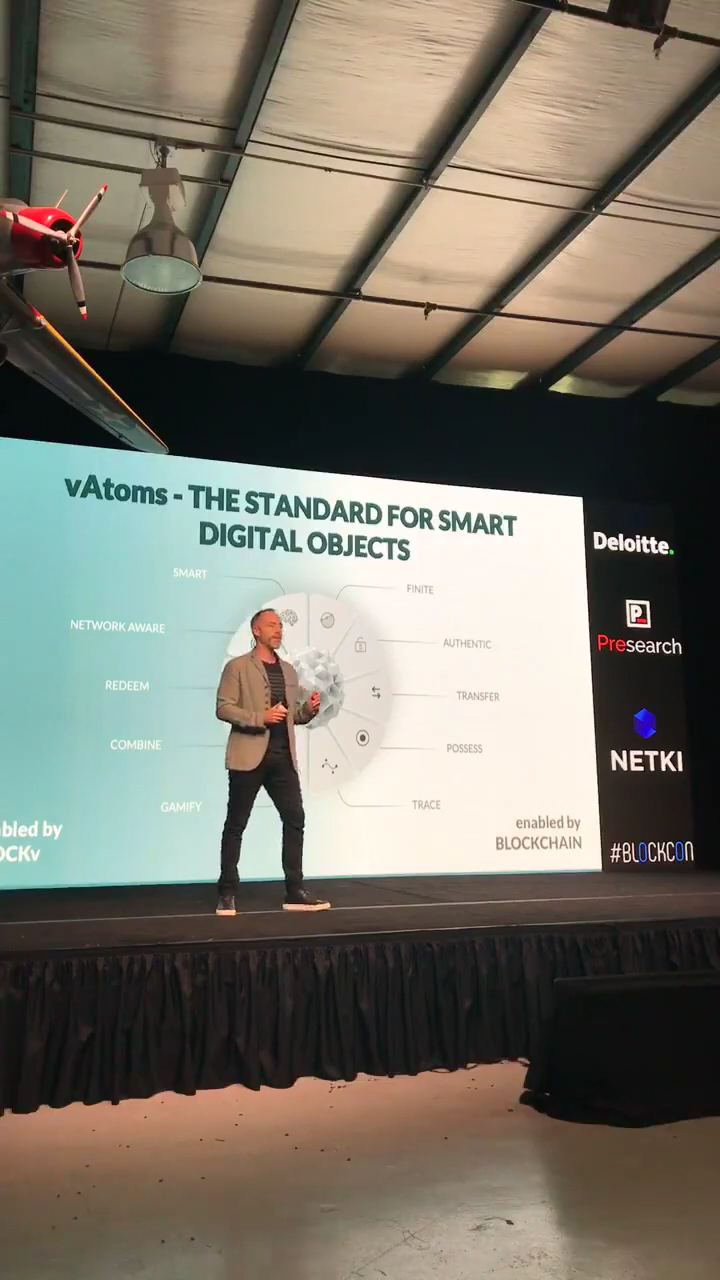 vAtoms - THE STANDARD FOR SMART
DIGITAL OBJECTS
SMART
NETWORK AWARE
REDEEM
COMBINE
GAMIFY
FINITE
AUTHENTIC
TRANSFER
POSSESS
TRACE
bled by
OCKv
enabled by
BLOCKCHAIN
Deloitte.
P
Presearch
NETKI
#BLOCKCON